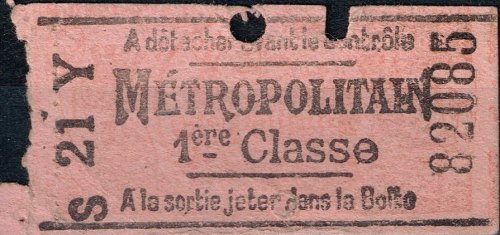 A détacher avant le Contrôle
MÉTROPOLITAIN
1ère Classe
A la sortie jeter dans la Boîte
S 21 Y
82085
E